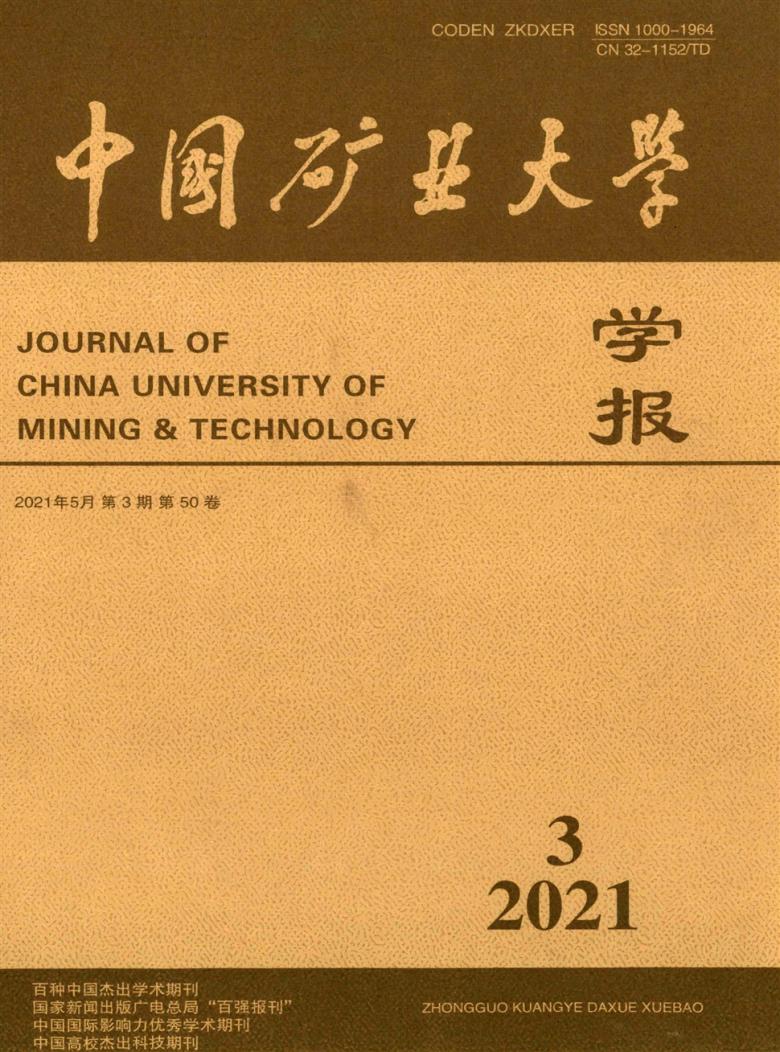 CODEN ZKDXER ISSN 1000-1964
CN 32-1152/TD
中國矿业大学
学
报
JOURNAL OF
CHINA UNIVERSITY OF
MINING & TECHNOLOGY
2021年5月 第 3 期 第 50 卷
3
2021
百种中国杰出学术期刊
国家新闻出版广电总局“百强报刊”
中国国际影响力优秀学术期刊
中国高校杰出科技期刊
ZHONGGUO KUANGYE DAXUE XUEBAO